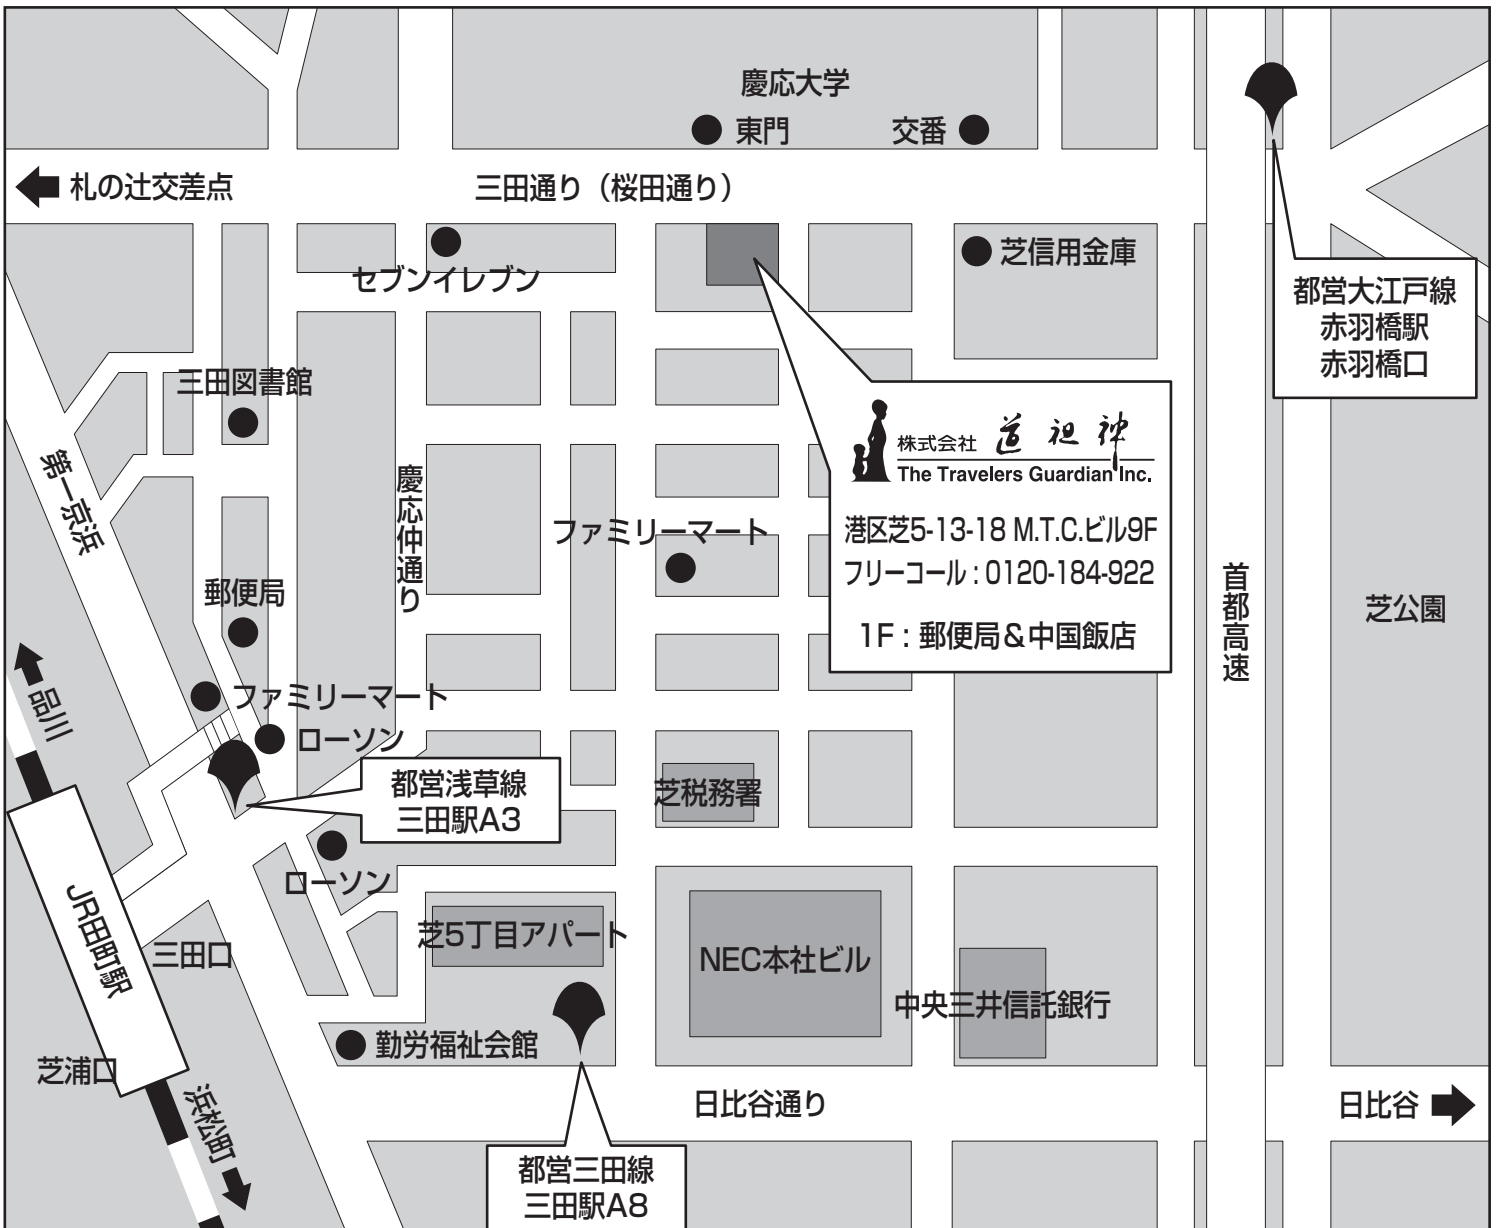 慶応大学
東門
交番
札の辻交差点
三田通り（桜田通り）
セブンイレブン
芝信用金庫
都営大江戸線
赤羽橋駅
赤羽橋口
三田図書館
株式会社 道祖神
The Travelers Guardian Inc.
港区芝5-13-18 M.T.C.ビル9F
フリーコール : 0120-184-922
1F : 郵便局&中国飯店
第一京浜
慶応仲通り
ファミリーマート
首都高速
芝公園
郵便局
品川
ファミリーマート
ローソン
都営浅草線
三田駅A3
芝税務署
ローソン
JR田町駅
三田口
芝5丁目アパート
NEC本社ビル
中央三井信託銀行
勤労福祉会館
芝浦口
浜松町
日比谷通り
日比谷
都営三田線
三田駅A8